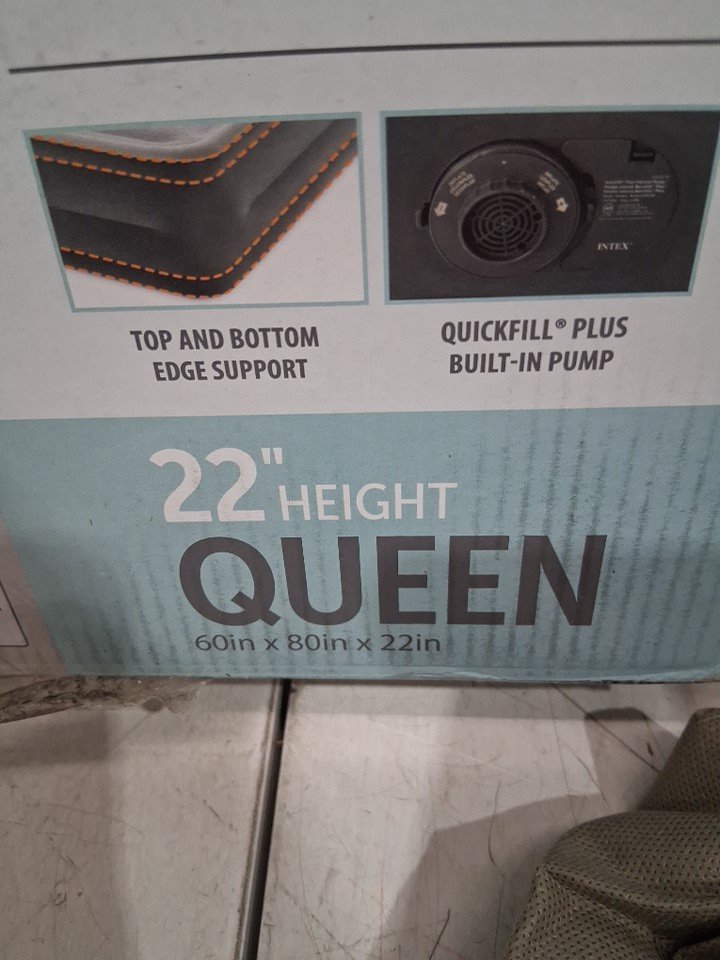 TOP AND BOTTOM
EDGE SUPPORT
INTEX
QUICKFILL® PLUS
BUILT-IN PUMP
22" HEIGHT
QUEEN
60in x 80in x 22in